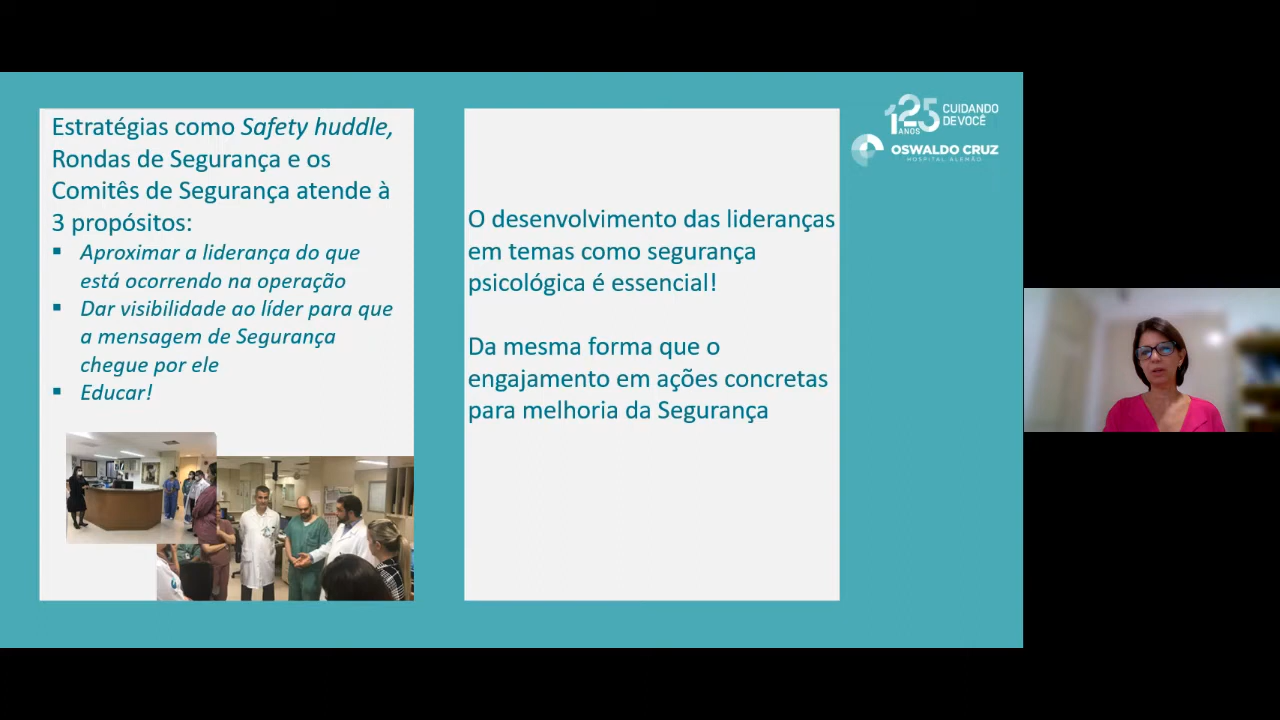 Estratégias como Safety huddle,
Rondas de Segurança e os
Comitês de Segurança atende à
3 propósitos:
▪ Aproximar a liderança do que
está ocorrendo na operação
▪ Dar visibilidade ao líder para que
a mensagem de Segurança
chegue por ele
▪ Educar!
O desenvolvimento das lideranças
em temas como segurança
psicológica é essencial!
Da mesma forma que o
engajamento em ações concretas
para melhoria da Segurança
125 ANOS
CUIDANDO
DE VOCÊ
OSWALDO CRUZ
HOSPITAL ALEMÃO